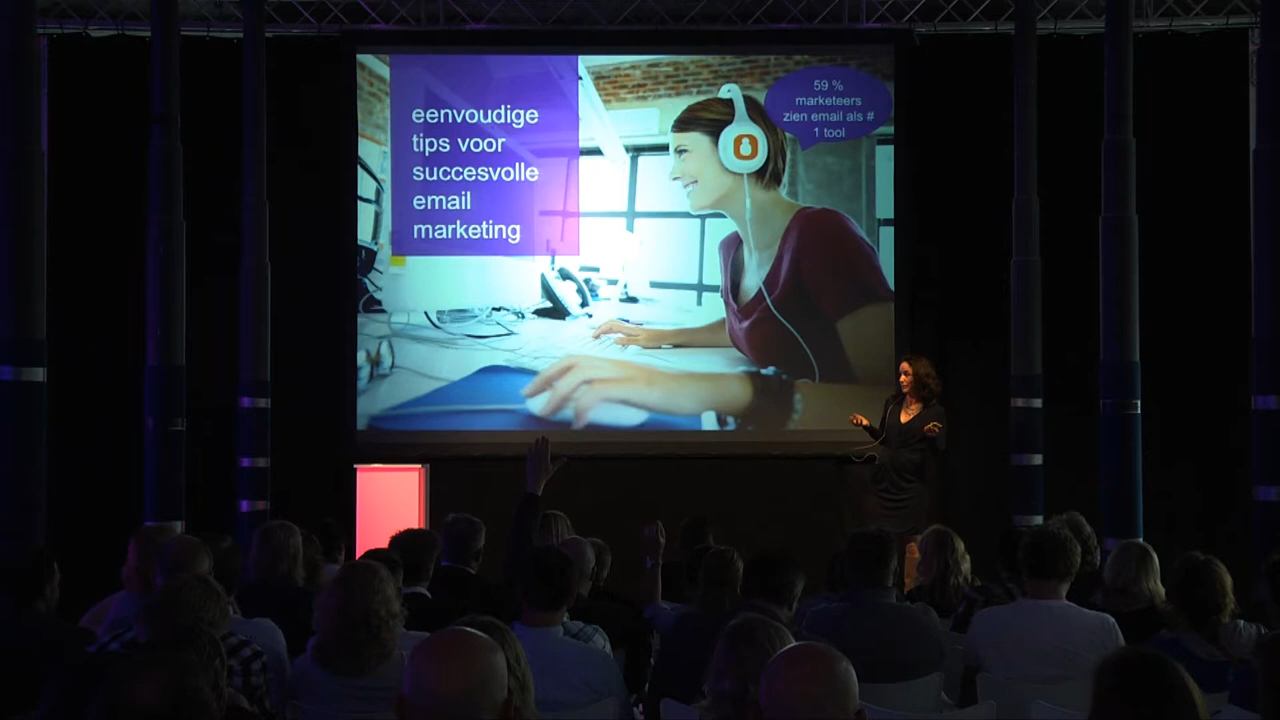 eenvoudige
tips voor
succesvolle
email
marketing
59 %
marketeers
zien email als #
1 tool